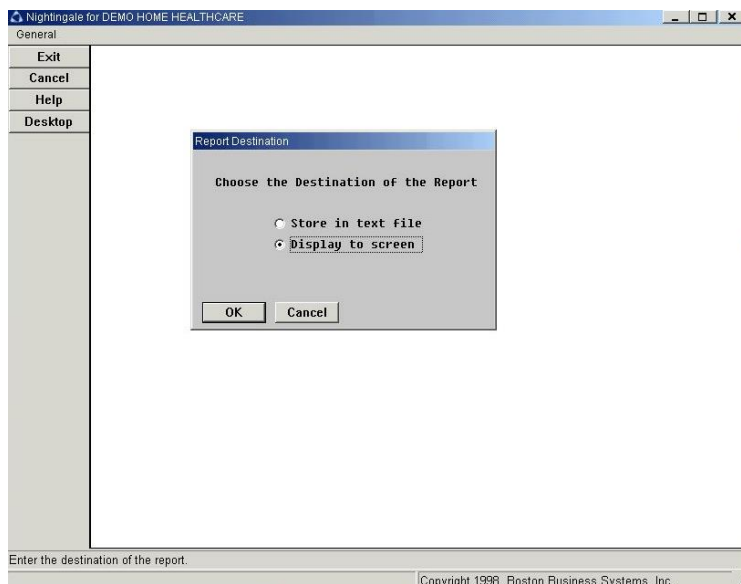 Nightingale for DEMO HOME HEALTHCARE
General
Exit
Cancel
Help
Desktop
Report Destination
Choose the Destination of the Report
Store in text file
Display to screen
OK
Cancel
Enter the destination of the report.
Copyright 1998 Boston Business Systems, Inc